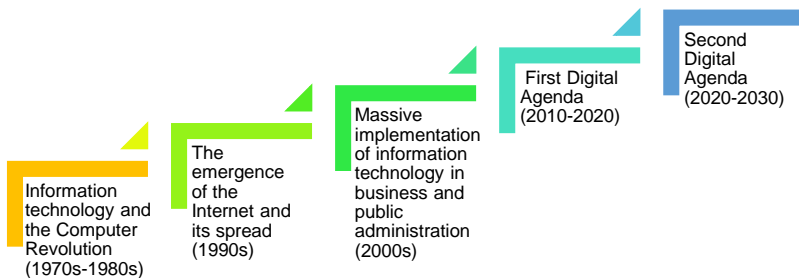 Information
technology and
the Computer
Revolution
(1970s-1980s)
The
emergence
of the
Internet and
its spread
(1990s)
Massive
implementation
of information
technology in
business and
public
administration
(2000s)
First Digital
Agenda
(2010-2020)
Second
Digital
Agenda
(2020-2030)